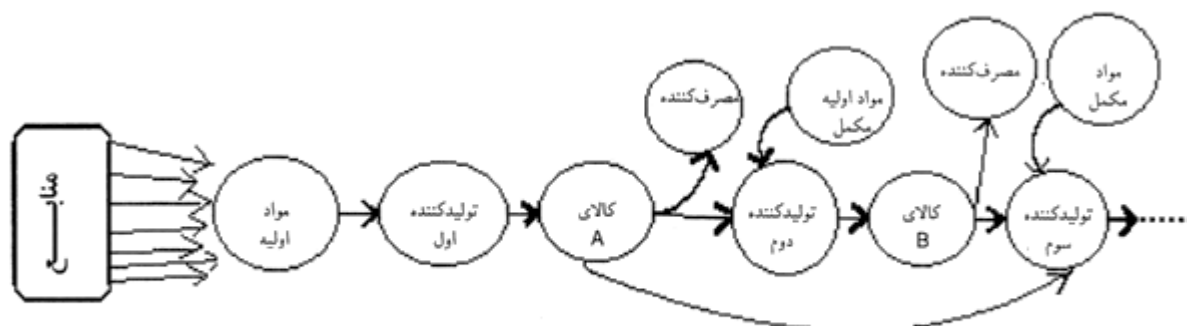 منابع
مواد
اولیه
تولیدکننده
اول
کالای
A
مصرف‌کننده
مواد اولیه
مکمل
تولیدکننده
دوم
کالای
B
مصرف‌کننده
مواد
مکمل
تولیدکننده
سوم